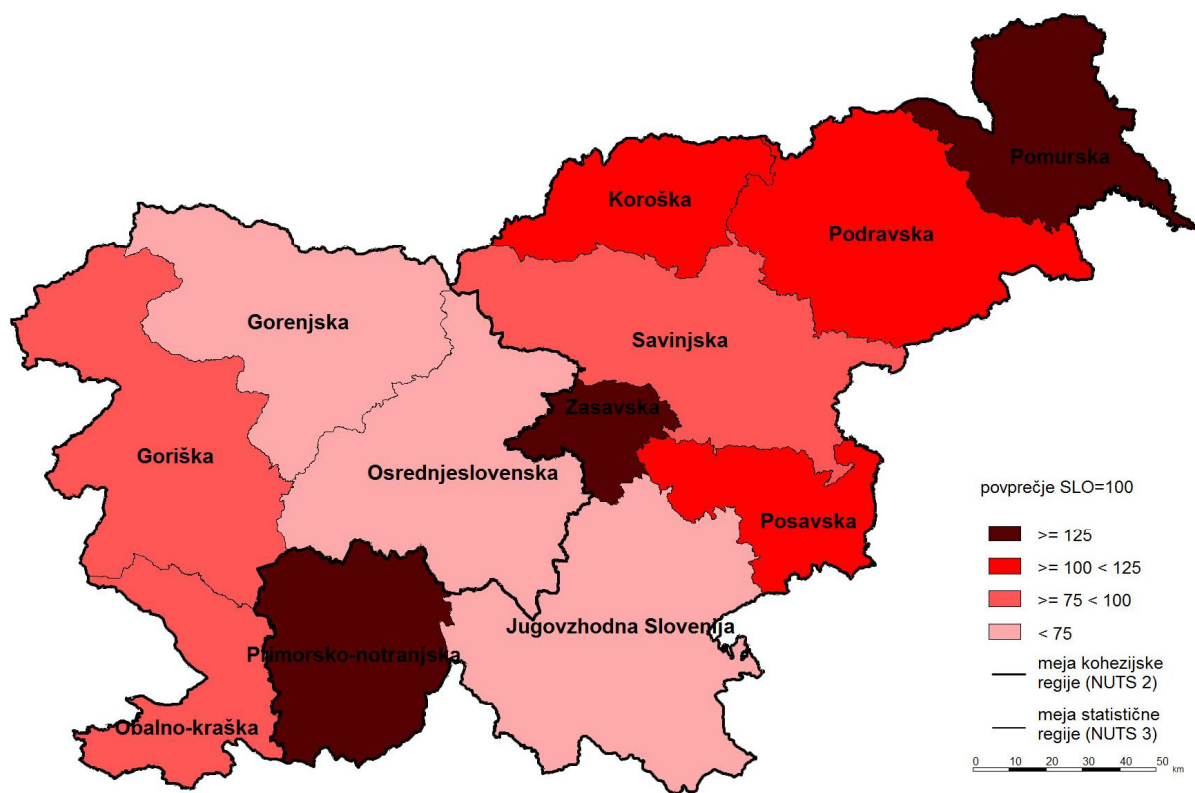 Pomurska
Koroška
Podravska
Gorenjska
Savinjska
Zasavska
Goriška
Osrednjeslovenska
Posavska
Jugovzhodna Slovenija
Primorsko-notranjska
Obalno-kraška
povprečje SLO=100
>= 125
>= 100 < 125
>= 75 < 100
< 75
meja kohezijske
regije (NUTS 2)
meja statistične
regije (NUTS 3)
0 10 20 30 40 50
km